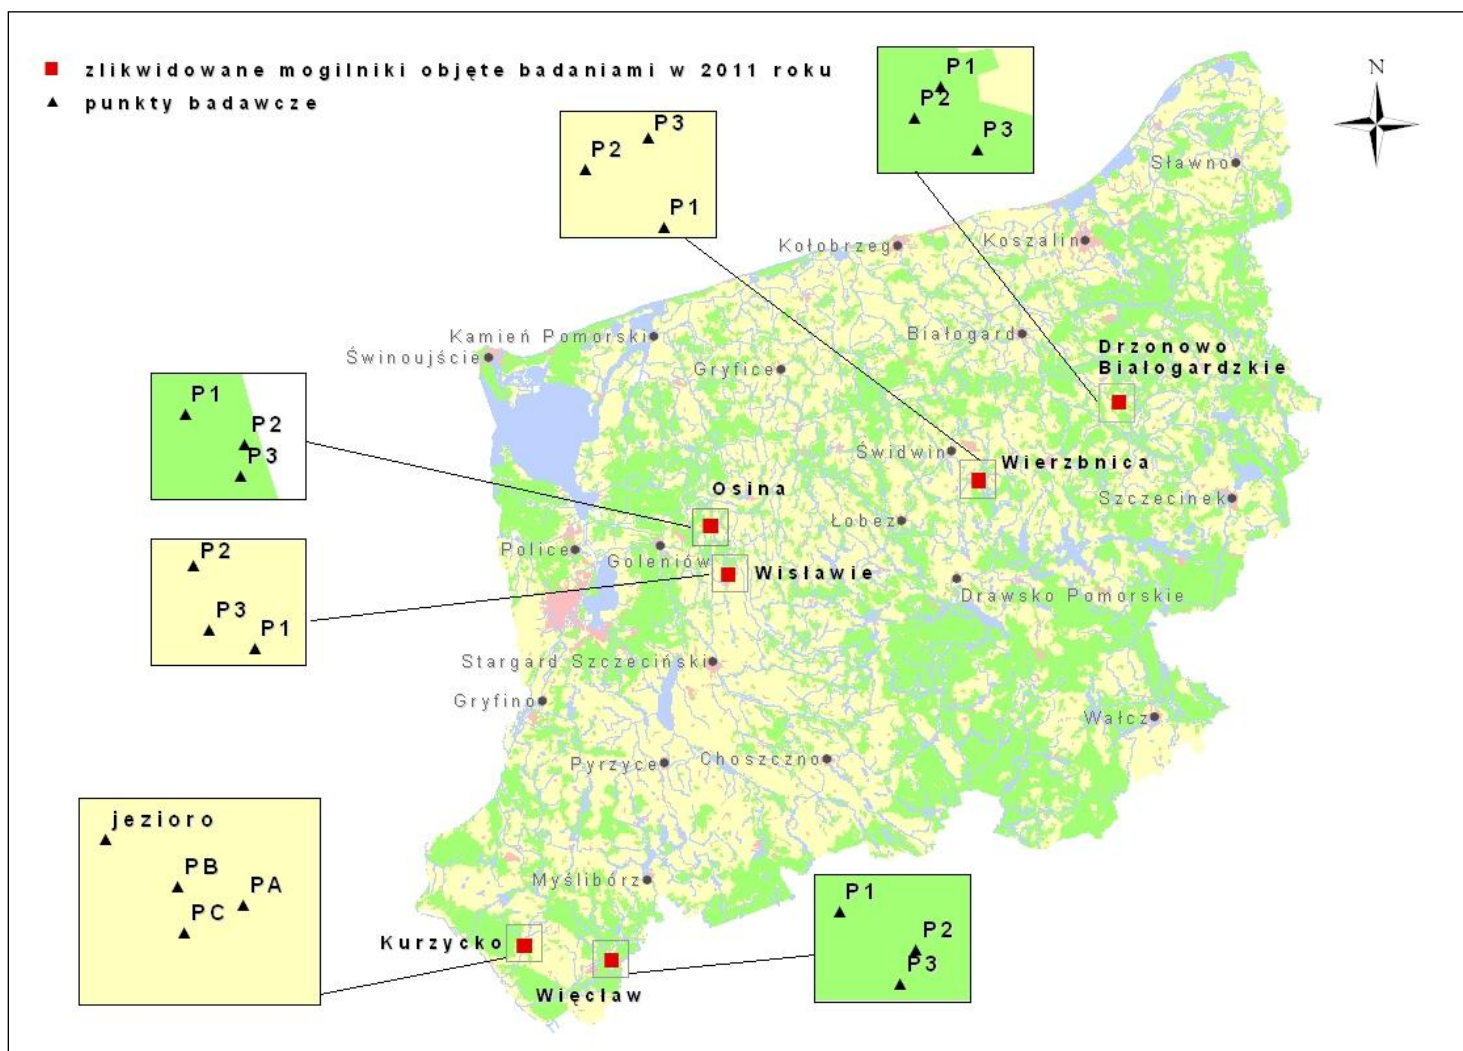 zlikwidowane mogilniki objęte badaniami w 2011 roku
punkty badawcze
N
P1
P2
P3
P3
P2
P1
Sławno
Kołobrzeg
Koszalin
Kamień Pomorski
Świnoujście
Białogard
Gryfice
Drzonowo
Białogardzkie
P1
P2
P3
Świdwin
Wierzbnica
Szczecinek
Osina
Łobez
Police
Goleniów
Wisławie
P2
P3
P1
Drawsko Pomorskie
Stargard Szczeciński
Gryfino
Wałcz
Pyrzyce
Choszczno
jezioro
PB
PA
PC
Myślibórz
P1
P2
P3
Kurzycko
Więcław